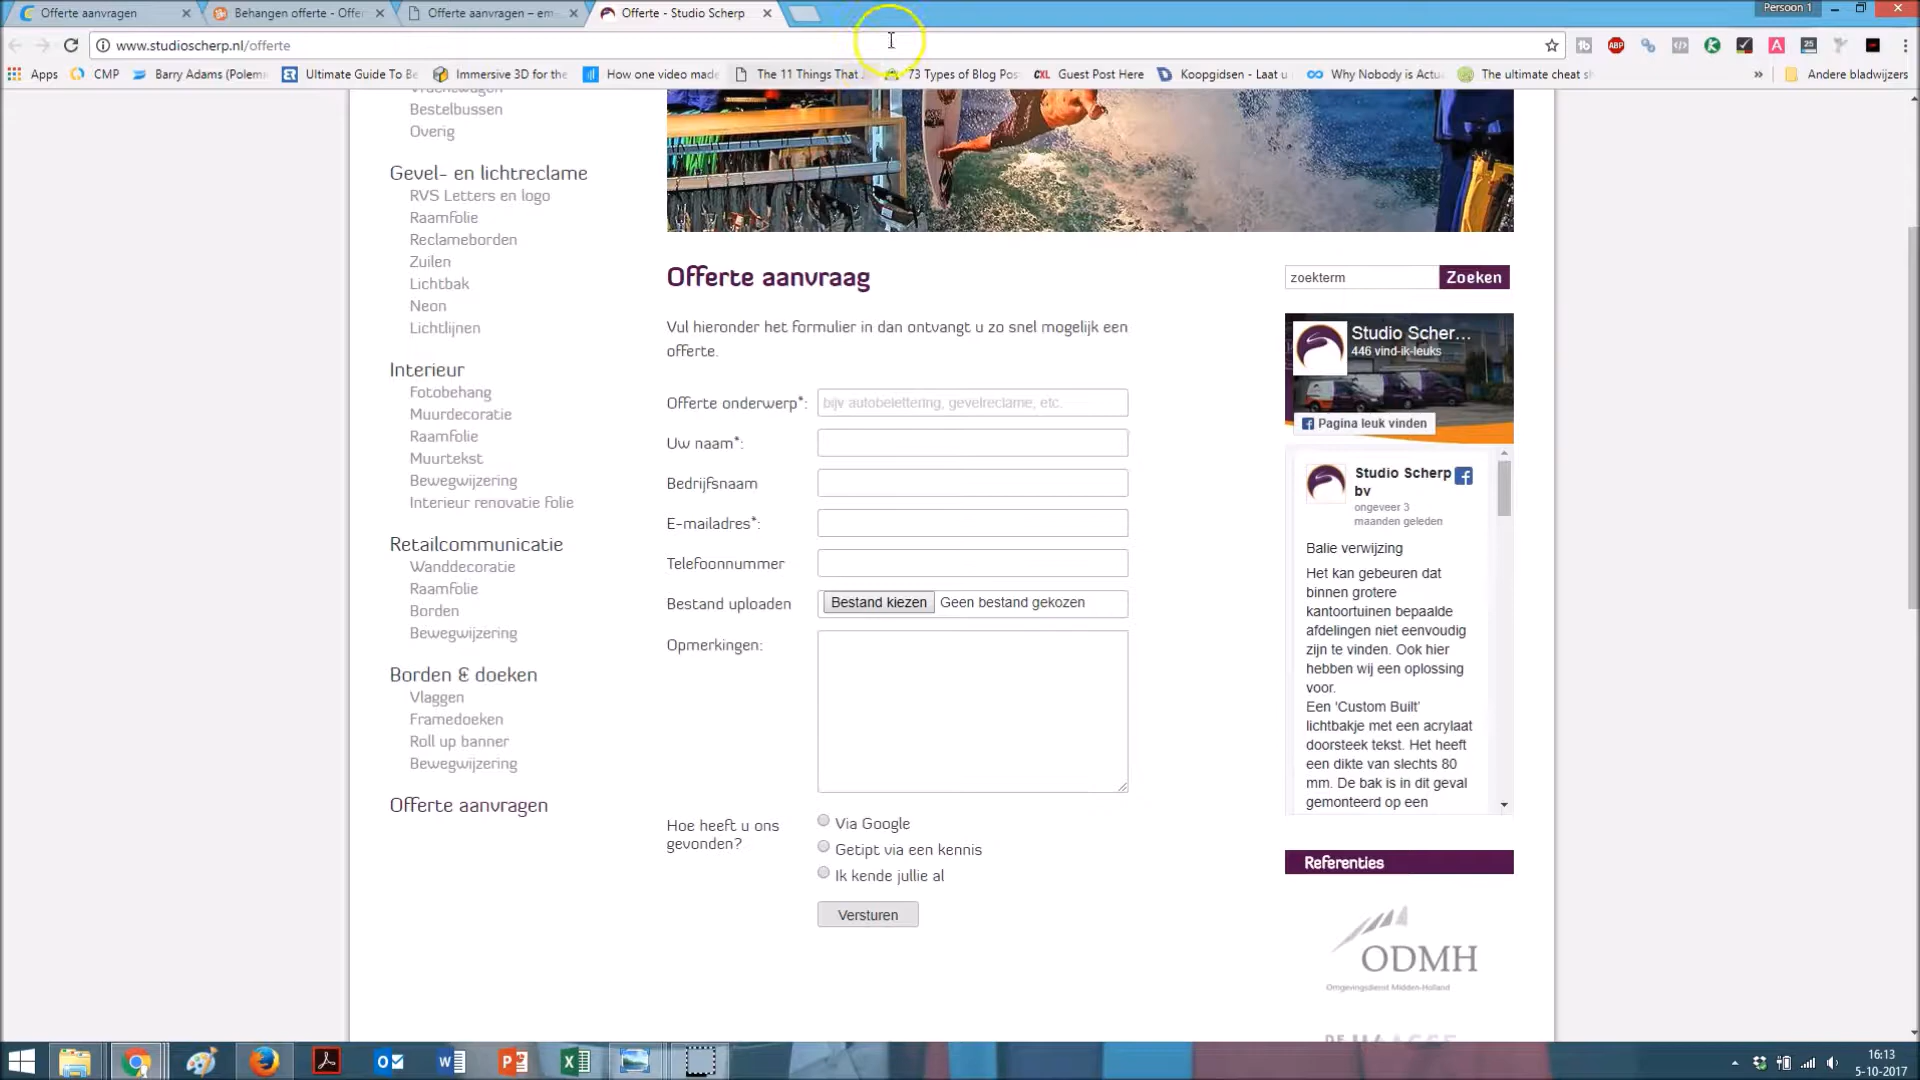 Offerte aanvragen
Behangen offerte - Offer
Offerte aanvragen – em
Offerte - Studio Scherp
Persoon 1
www.studioscherp.nl/offerte
Apps
CMP
Barry Adams (Polem
Ultimate Guide To Be
Immersive 3D for the
How one video made
The 11 Things That
73 Types of Blog Pos
CXL Guest Post Here
Koopgidsen - Laat u
Why Nobody is Actu
The ultimate cheat s
»
Andere bladwijzers
Bestelbussen
Overig
Gevel- en lichtreclame
RVS Letters en logo
Raamfolie
Reclameborden
Zuilen
Lichtbak
Neon
Lichtlijnen
Interieur
Fotobehang
Muurdecoratie
Raamfolie
Muurtekst
Bewegwijzering
Interieur renovatie folie
Retailcommunicatie
Wanddecoratie
Raamfolie
Borden
Bewegwijzering
Borden & doeken
Vlaggen
Framedoeken
Roll up banner
Bewegwijzering
Offerte aanvragen
Offerte aanvraag
Vul hieronder het formulier in dan ontvangt u zo snel mogelijk een
offerte.
Offerte onderwerp*: bijv autobelettering, gevelreclame, etc.
Uw naam*:
Bedrijfsnaam
E-mailadres*:
Telefoonnummer
Bestand uploaden Bestand kiezen Geen bestand gekozen
Opmerkingen:
Hoe heeft u ons
gevonden?
Via Google
Getipt via een kennis
Ik kende jullie al
Versturen
zoekterm Zoeken
Studio Scher...
446 vind-ik-leuks
Pagina leuk vinden
Studio Scherp
bv
ongeveer 3
maanden geleden
Balie verwijzing
Het kan gebeuren dat
binnen grotere
kantoortuinen bepaalde
afdelingen niet eenvoudig
zijn te vinden. Ook hier
hebben wij een oplossing
voor.
Een 'Custom Built'
lichtbakje met een acrylaat
doorsteek tekst. Het heeft
een dikte van slechts 80
mm. De bak is in dit geval
gemonteerd op een
Referenties
ODMH
Omgevingsdienst Midden-Holland
16:13
5-10-2017